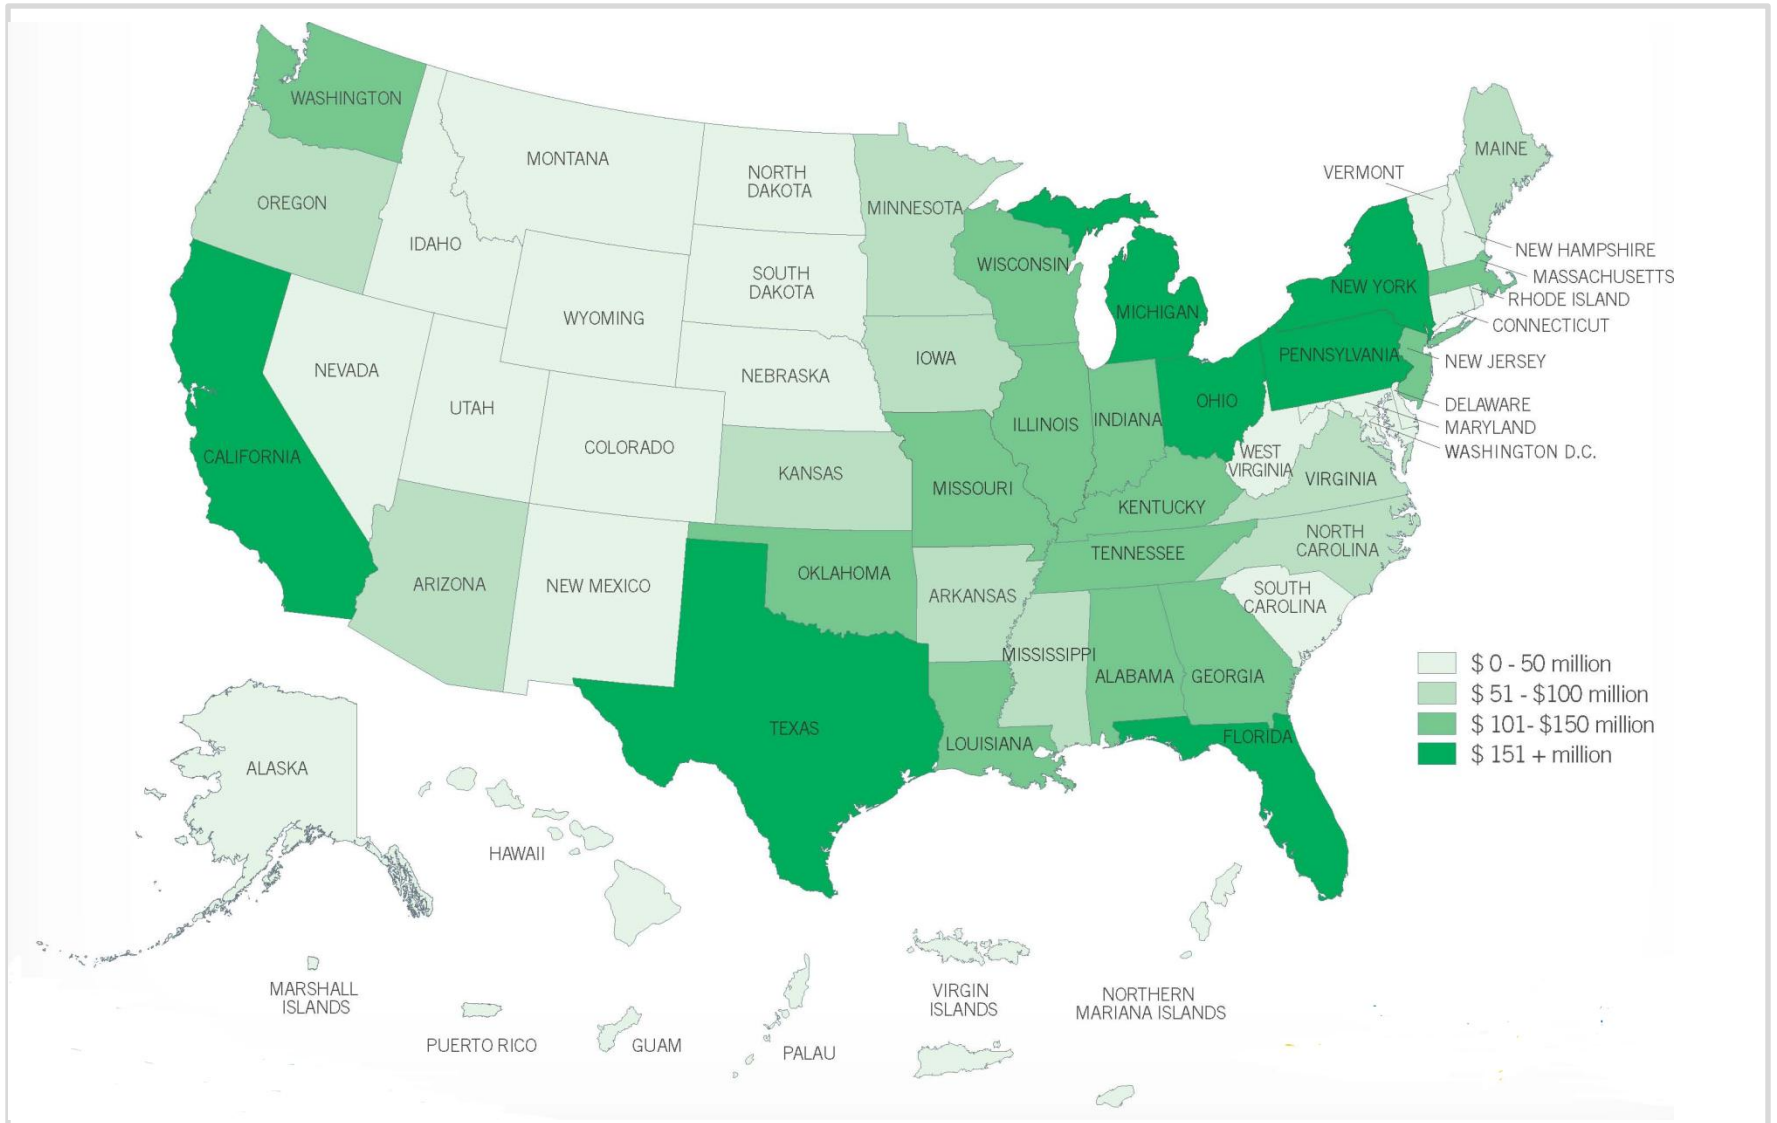 WASHINGTON
MONTANA
NORTH
DAKOTA
MINNESOTA
MAINE
VERMONT
OREGON
IDAHO
NEW HAMPSHIRE
MASSACHUSETTS
RHODE ISLAND
CONNECTICUT
WISCONSIN
SOUTH
DAKOTA
NEW YORK
MICHIGAN
WYOMING
IOWA
PENNSYLVANIA
NEW JERSEY
NEVADA
NEBRASKA
UTAH
OHIO
DELAWARE
MARYLAND
WASHINGTON D.C.
ILLINOIS
INDIANA
COLORADO
CALIFORNIA
WEST
VIRGINIA
VIRGINIA
KANSAS
MISSOURI
KENTUCKY
NORTH
CAROLINA
TENNESSEE
ARIZONA
NEW MEXICO
OKLAHOMA
ARKANSAS
SOUTH
CAROLINA
MISSISSIPPI
ALABAMA
GEORGIA
TEXAS
LOUISIANA
FLORIDA
$ 0 - 50 million
$ 51 - $100 million
$ 101- $150 million
$ 151 + million
ALASKA
HAWAII
MARSHALL
ISLANDS
PUERTO RICO
GUAM
PALAU
VIRGIN
ISLANDS
NORTHERN
MARIANA ISLANDS